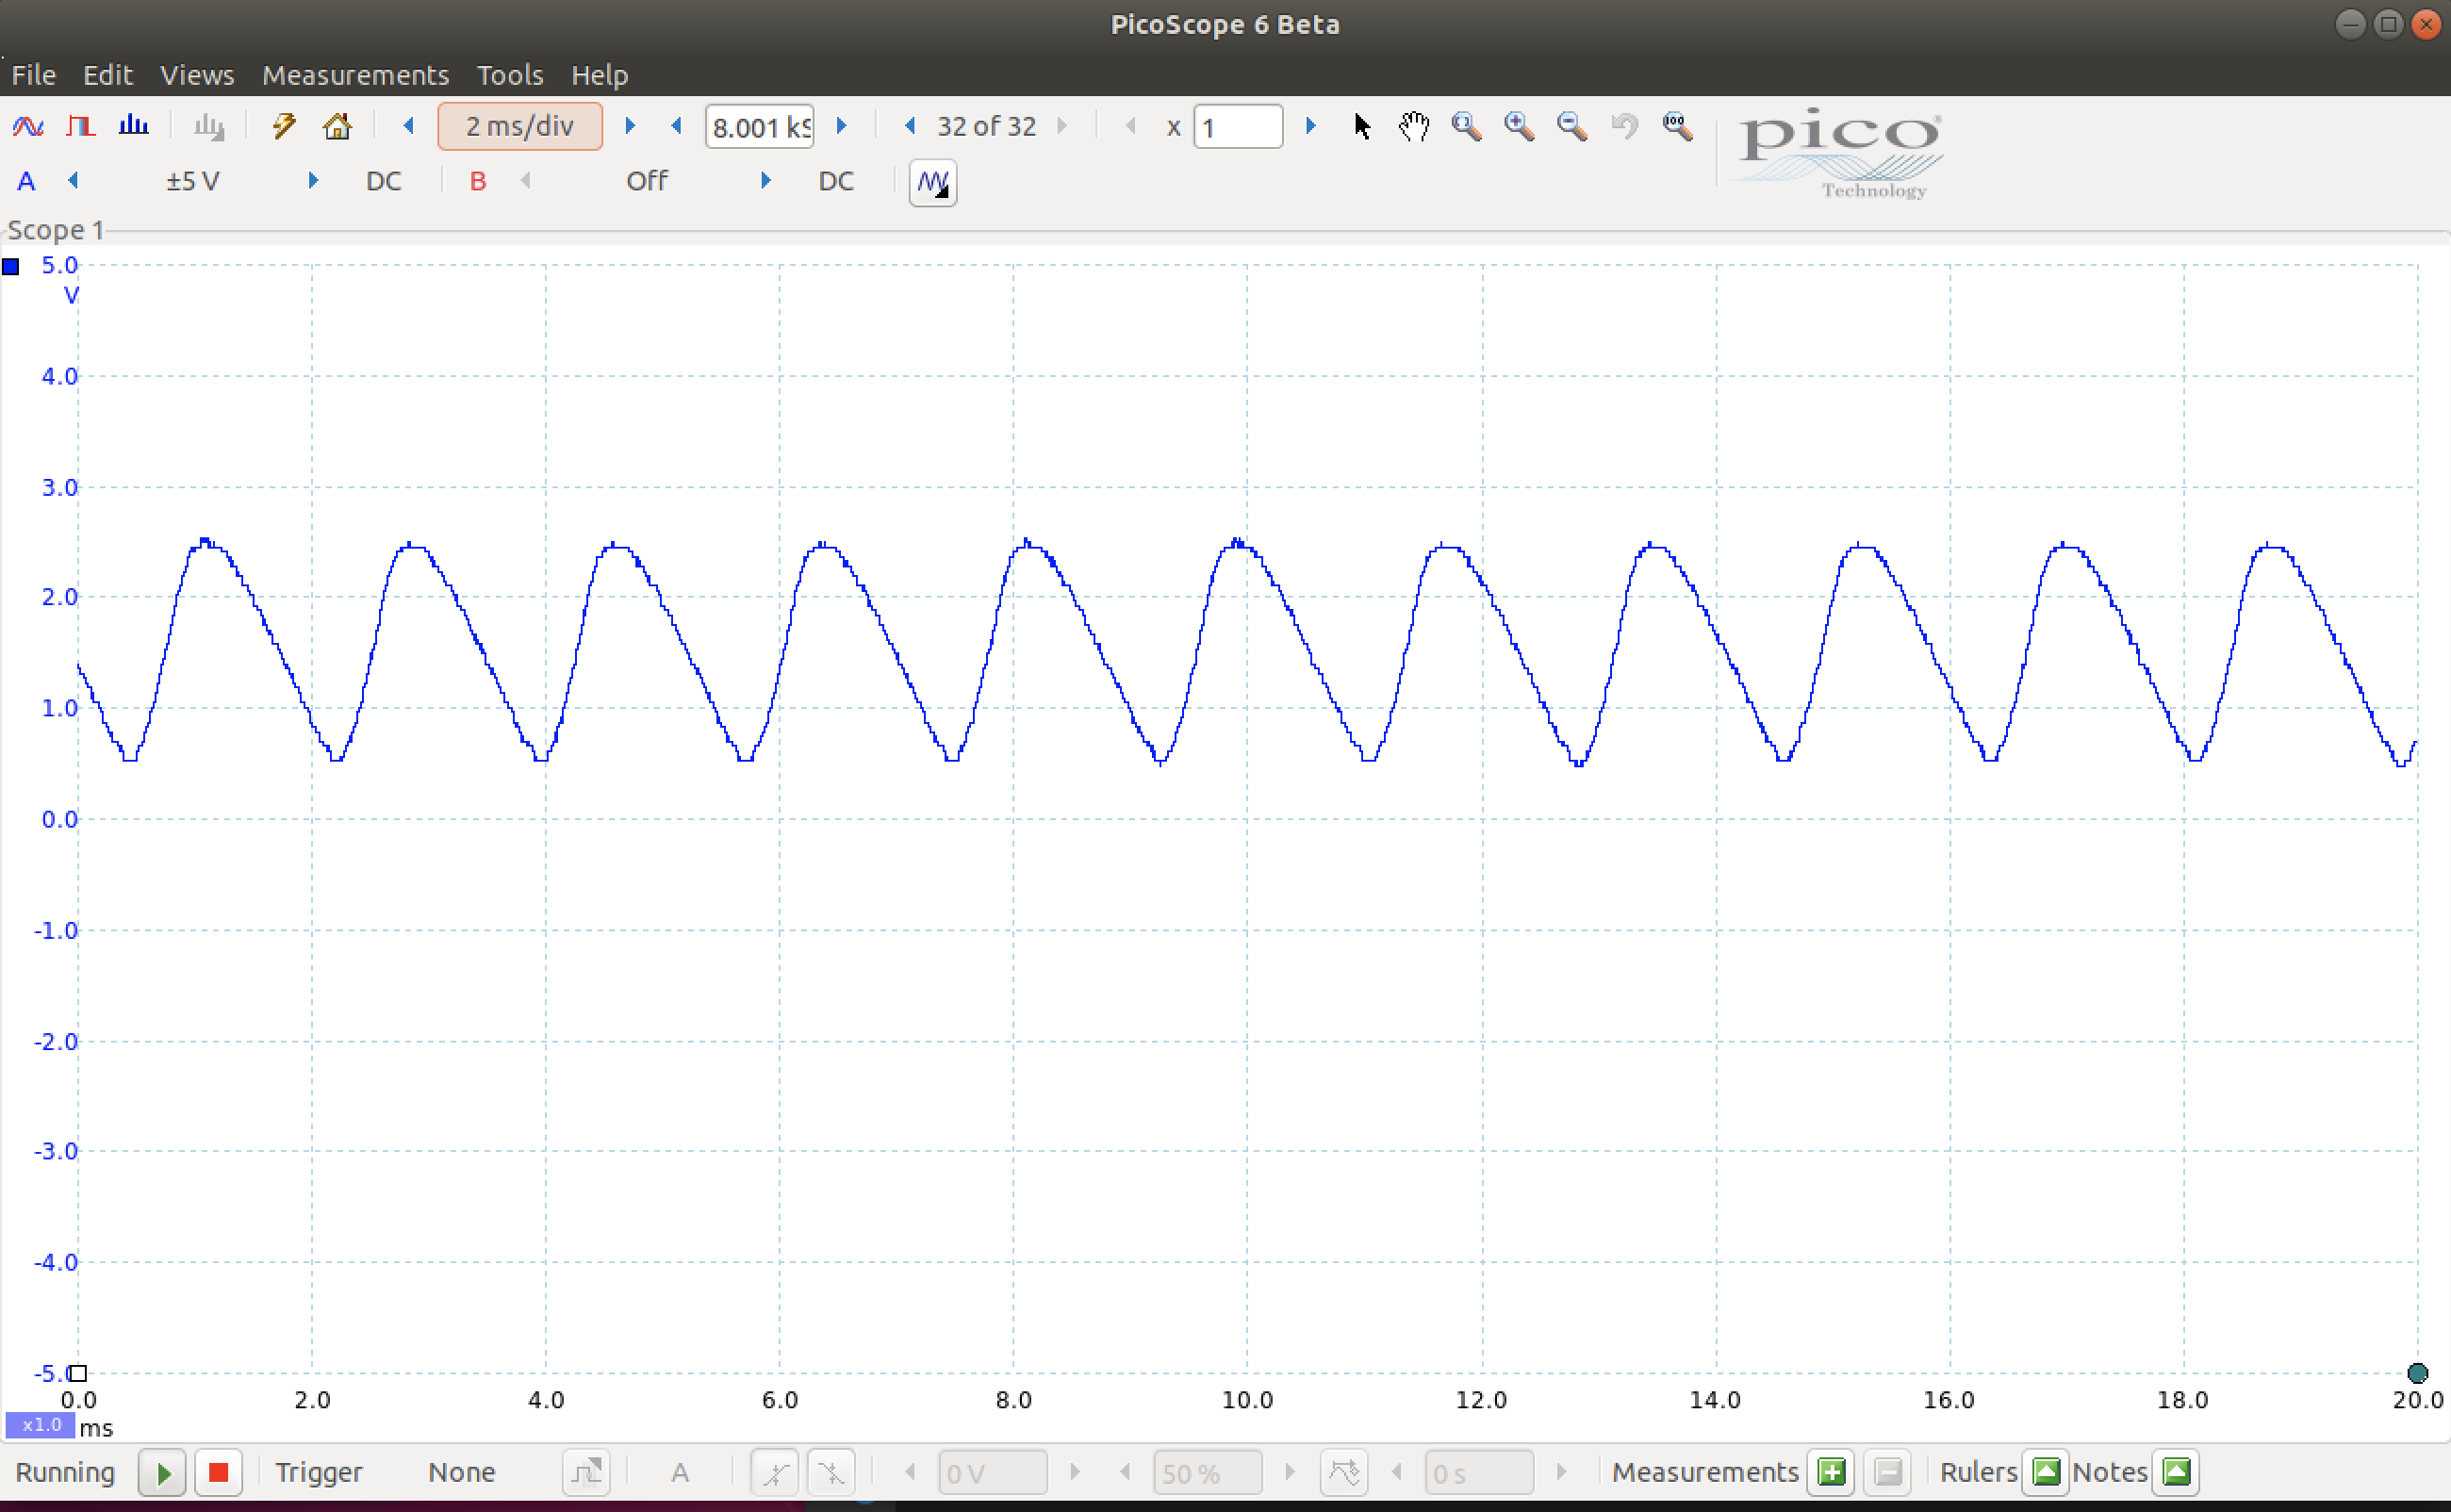 PicoScope 6 Beta
File Edit Views Measurements Tools Help
2 ms/div 8.001 kS 32 of 32 x 1
pico
Technology
A ±5 V DC B Off DC
Scope 1
5.0
V
4.0
3.0
2.0
1.0
0.0
-1.0
-2.0
-3.0
-4.0
-5.0
0.0 2.0 4.0 6.0 8.0 10.0 12.0 14.0 16.0 18.0 20.0
x1.0 ms
Running Trigger None A 0 V 50 % 0 s Measurements Rulers Notes